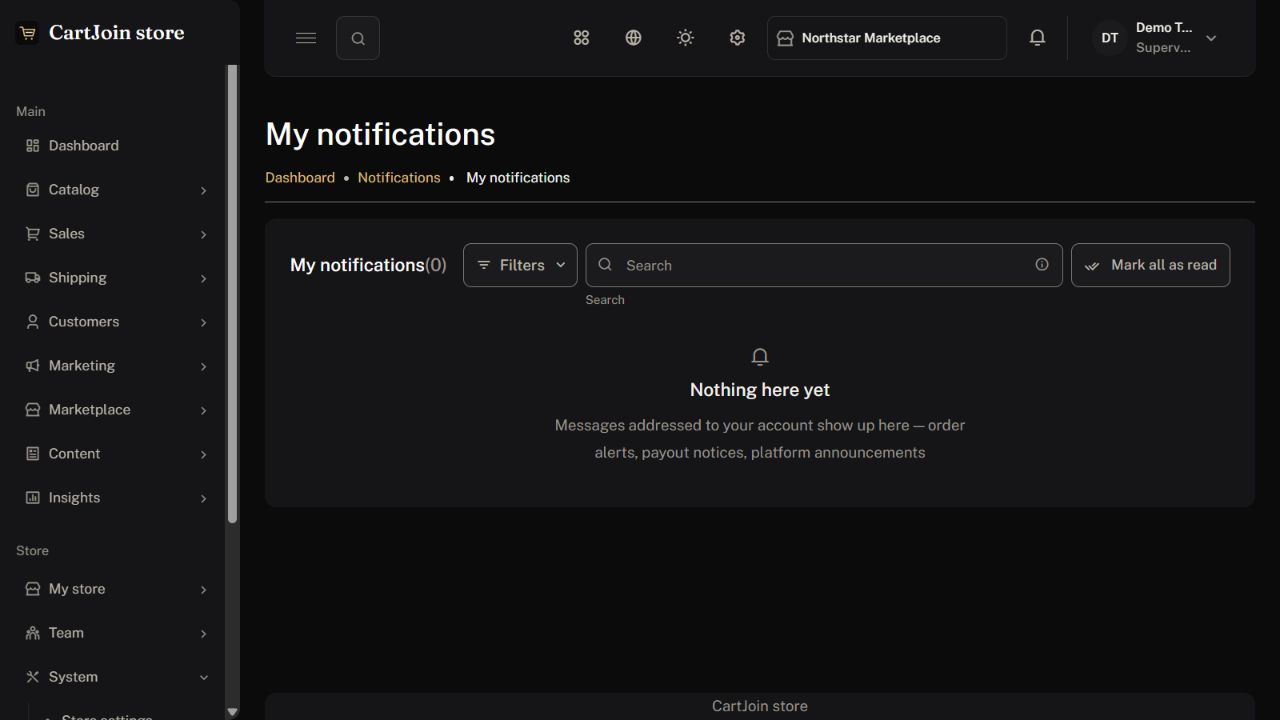 CartJoin store
Northstar Marketplace
DT
Demo T...
Superv...
Main
Dashboard
Catalog
Sales
Shipping
Customers
Marketing
Marketplace
Content
Insights
Store
My store
Team
System
Store settings
My notifications
Dashboard • Notifications • My notifications
My notifications(0)
Filters
Search
Mark all as read
Search
Nothing here yet
Messages addressed to your account show up here — order
alerts, payout notices, platform announcements
CartJoin store